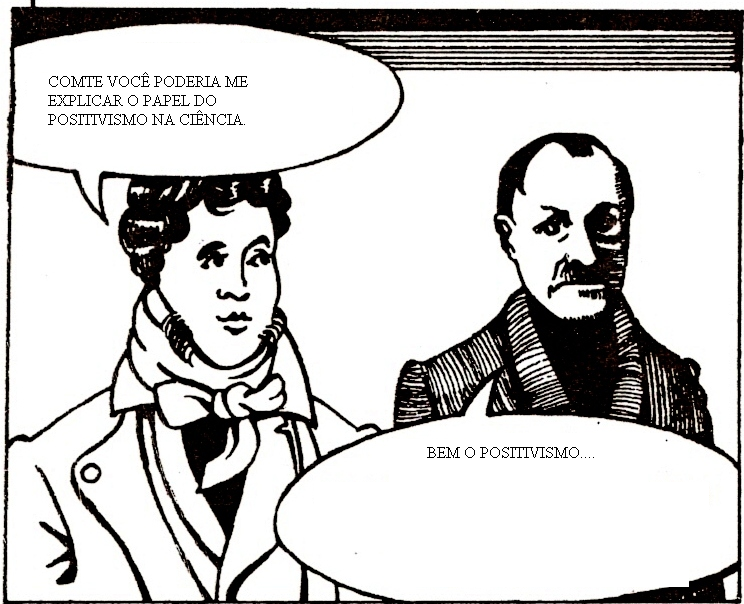 COMTE VOCÊ PODERIA ME
EXPLICAR O PAPEL DO
POSITIVISMO NA CIÊNCIA.
BEM O POSITIVISMO....